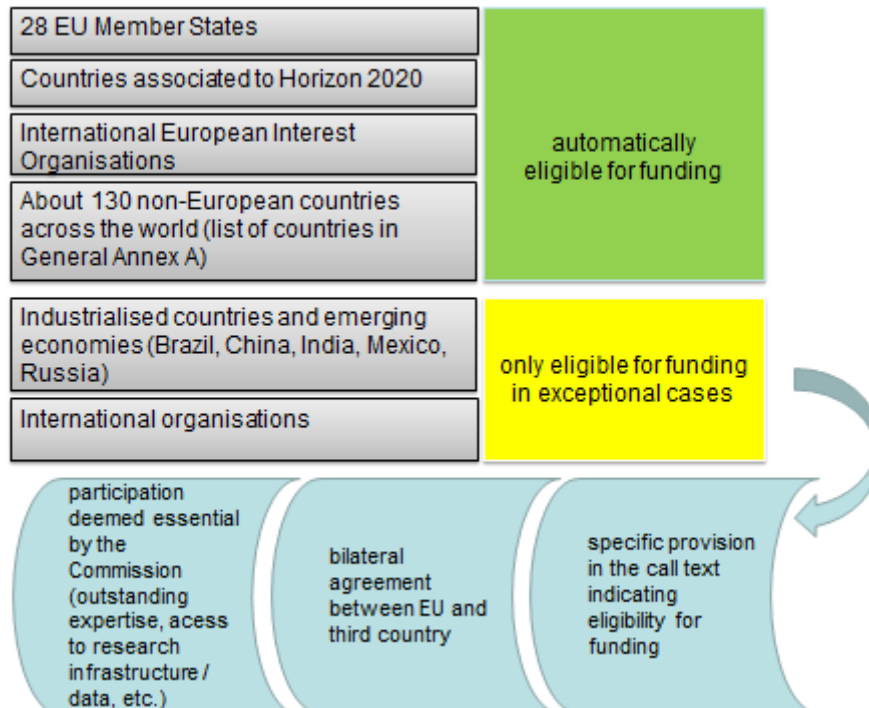 28 EU Member States
Countries associated to Horizon 2020
International European Interest
Organisations
About 130 non-European countries
across the world (list of countries in
General Annex A)
automatically
eligible for funding
Industrialised countries and emerging
economies (Brazil, China, India, Mexico,
Russia)
International organisations
only eligible for funding
in exceptional cases
participation
deemed essential
by the
Commission
(outstanding
expertise, acess
to research
infrastructure /
data, etc.)
bilateral
agreement
between EU and
third country
specific provision
in the call text
indicating
eligibility for
funding